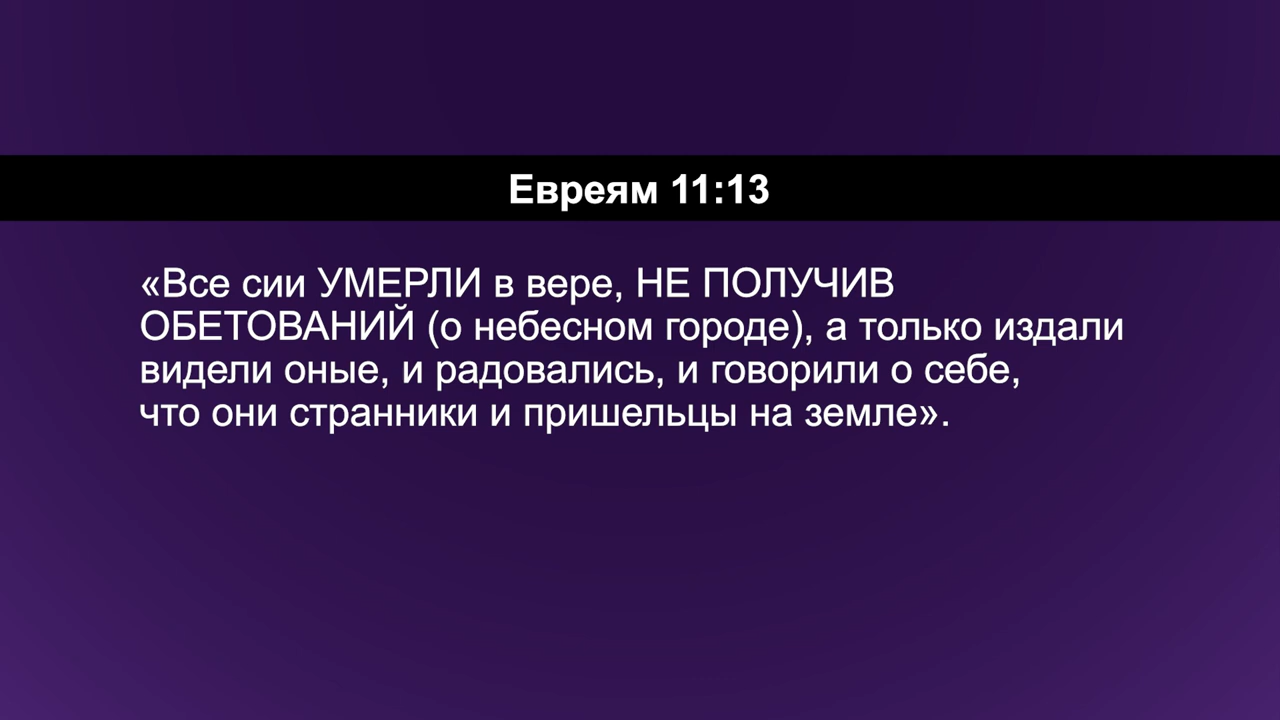 Евреям 11:13
«Все сии УМЕРЛИ в вере, НЕ ПОЛУЧИВ
ОБЕТОВАНИЙ (о небесном городе), а только издали
видели оные, и радовались, и говорили о себе,
что они странники и пришельцы на земле».